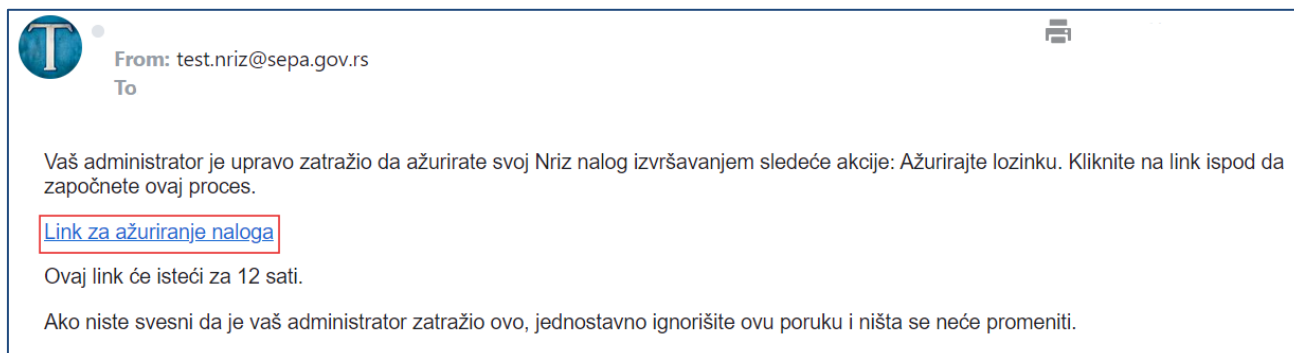 T
From: test.nriz@sepa.gov.rs
To
Vaš administrator je upravo zatražio da ažurirate svoj Nriz nalog izvršavanjem sledeće akcije: Ažurirajte lozinku. Kliknite na link ispod da
započnete ovaj proces.
Link za ažuriranje naloga
Ovaj link će isteći za 12 sati.
Ako niste svesni da je vaš administrator zatražio ovo, jednostavno ignorišite ovu poruku i ništa se neće promeniti.